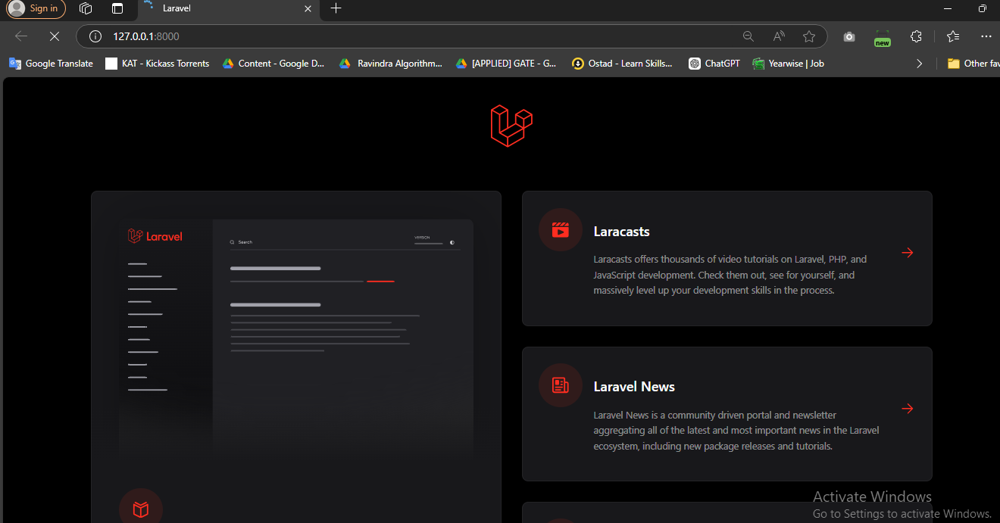 Sign in
Laravel
127.0.0.1:8000
new
Google Translate
KAT - Kickass Torrents
Content - Google D...
Ravindra Algorithm...
[APPLIED] GATE - G...
Ostad - Learn Skills...
ChatGPT
Yearwise | Job
Other fav
Laravel
Search
VERSION
Laracasts
Laracasts offers thousands of video tutorials on Laravel, PHP, and
JavaScript development. Check them out, see for yourself, and
massively level up your development skills in the process.
Laravel News
Laravel News is a community driven portal and newsletter
aggregating all of the latest and most important news in the Laravel
ecosystem, including new package releases and tutorials.
Activate Windows
Go to Settings to activate Windows.